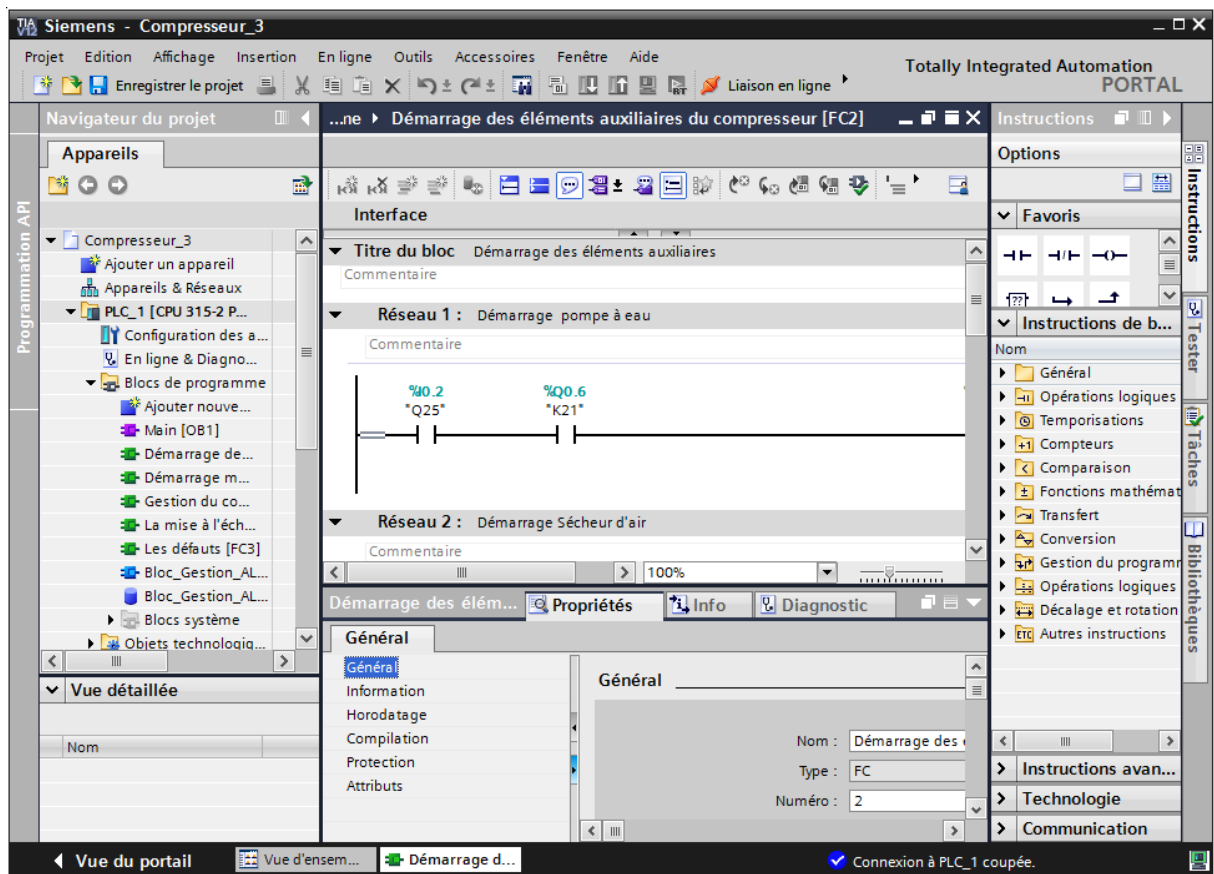 TIA V12 Siemens - Compresseur_3
Projet Edition Affichage Insertion En ligne Outils Accessoires Fenêtre Aide
Totally Integrated Automation
PORTAL
Enregistrer le projet
Liaison en ligne
Programmation API
Navigateur du projet
Appareils
Compresseur_3
Ajouter un appareil
Appareils & Réseaux
PLC_1 [CPU 315-2 P...
Configuration des a...
En ligne & Diagno...
Blocs de programme
Ajouter nouve...
Main [OB1]
Démarrage de...
Démarrage m...
Gestion du co...
La mise à l'éch...
Les défauts [FC3]
Bloc_Gestion_AL...
Bloc_Gestion_AL...
Blocs système
Objets technologiq...
Vue détaillée
Nom
...ne Démarrage des éléments auxiliaires du compresseur [FC2]
Interface
Titre du bloc Démarrage des éléments auxiliaires
Commentaire
Réseau 1 : Démarrage pompe à eau
Commentaire
%I0.2
"Q25"
%Q0.6
"K21"
Réseau 2 : Démarrage Sécheur d'air
Commentaire
100%
Démarrage des élém...
Propriétés
Info
Diagnostic
Général
Général
Information
Horodatage
Compilation
Protection
Attributs
Général
Nom : Démarrage des
Type : FC
Numéro : 2
Instructions
Options
Favoris
??
Instructions de b...
Nom
Général
Opérations logiques
Temporisations
Compteurs
Comparaison
Fonctions mathémat
Transfert
Conversion
Gestion du program
Opérations logiques
Décalage et rotation
Autres instructions
Instructions avan...
Technologie
Communication
Instructions
Tester
Tâches
Bibliothèques
Vue du portail
Vue d'ensem...
Démarrage d...
Connexion à PLC_1 coupée.